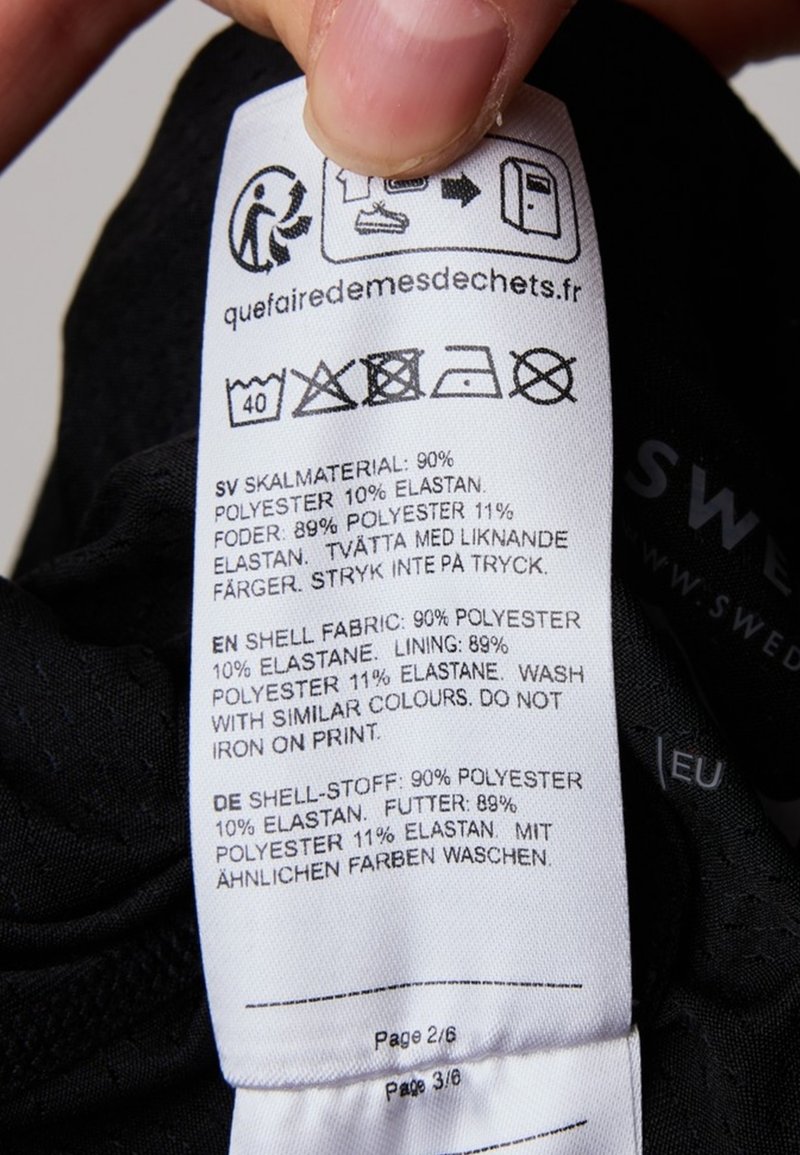 quefairedemesdechets.fr
40
SV SKALMATERIAL: 90%
POLYESTER 10% ELASTAN.
FODER: 89% POLYESTER 11%
ELASTAN. TVÄTTA MED LIKNANDE
FÄRGER. STRYK INTE PÅ TRYCK.
EN SHELL FABRIC: 90% POLYESTER
10% ELASTANE. LINING: 89%
POLYESTER 11% ELASTANE. WASH
WITH SIMILAR COLOURS. DO NOT
IRON ON PRINT.
DE SHELL-STOFF: 90% POLYESTER
10% ELASTAN. FUTTER: 89%
POLYESTER 11% ELASTAN. MIT
ÄHNLICHEN FARBEN WASCHEN.
Page 2/6
Page 3/6
EU